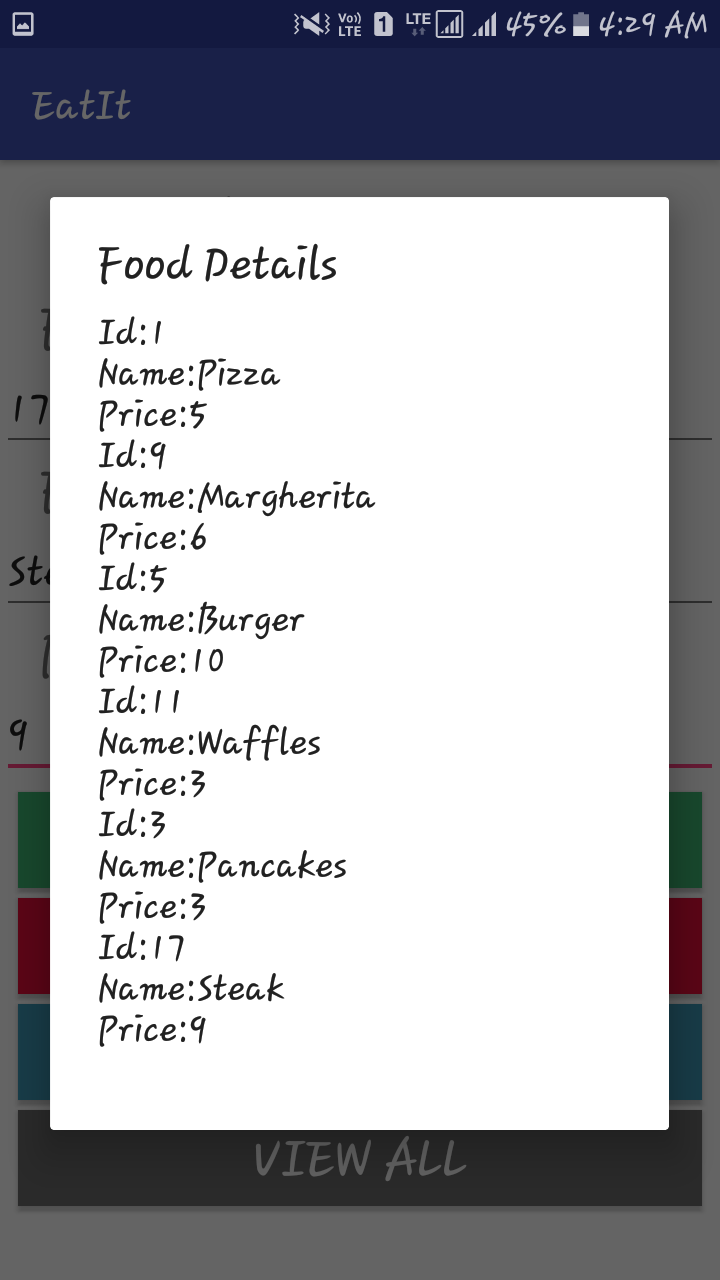 Vo)) LTE 1 LTE 45% 4:29 AM
EatIt
Food Details
Id:1
Name:Pizza
Price:5
Id:9
Name:Margherita
Price:6
Id:5
Name:Burger
Price:10
Id:11
Name:Waffles
Price:3
Id:3
Name:Pancakes
Price:3
Id:17
Name:Steak
Price:9
17
9
VIEW ALL